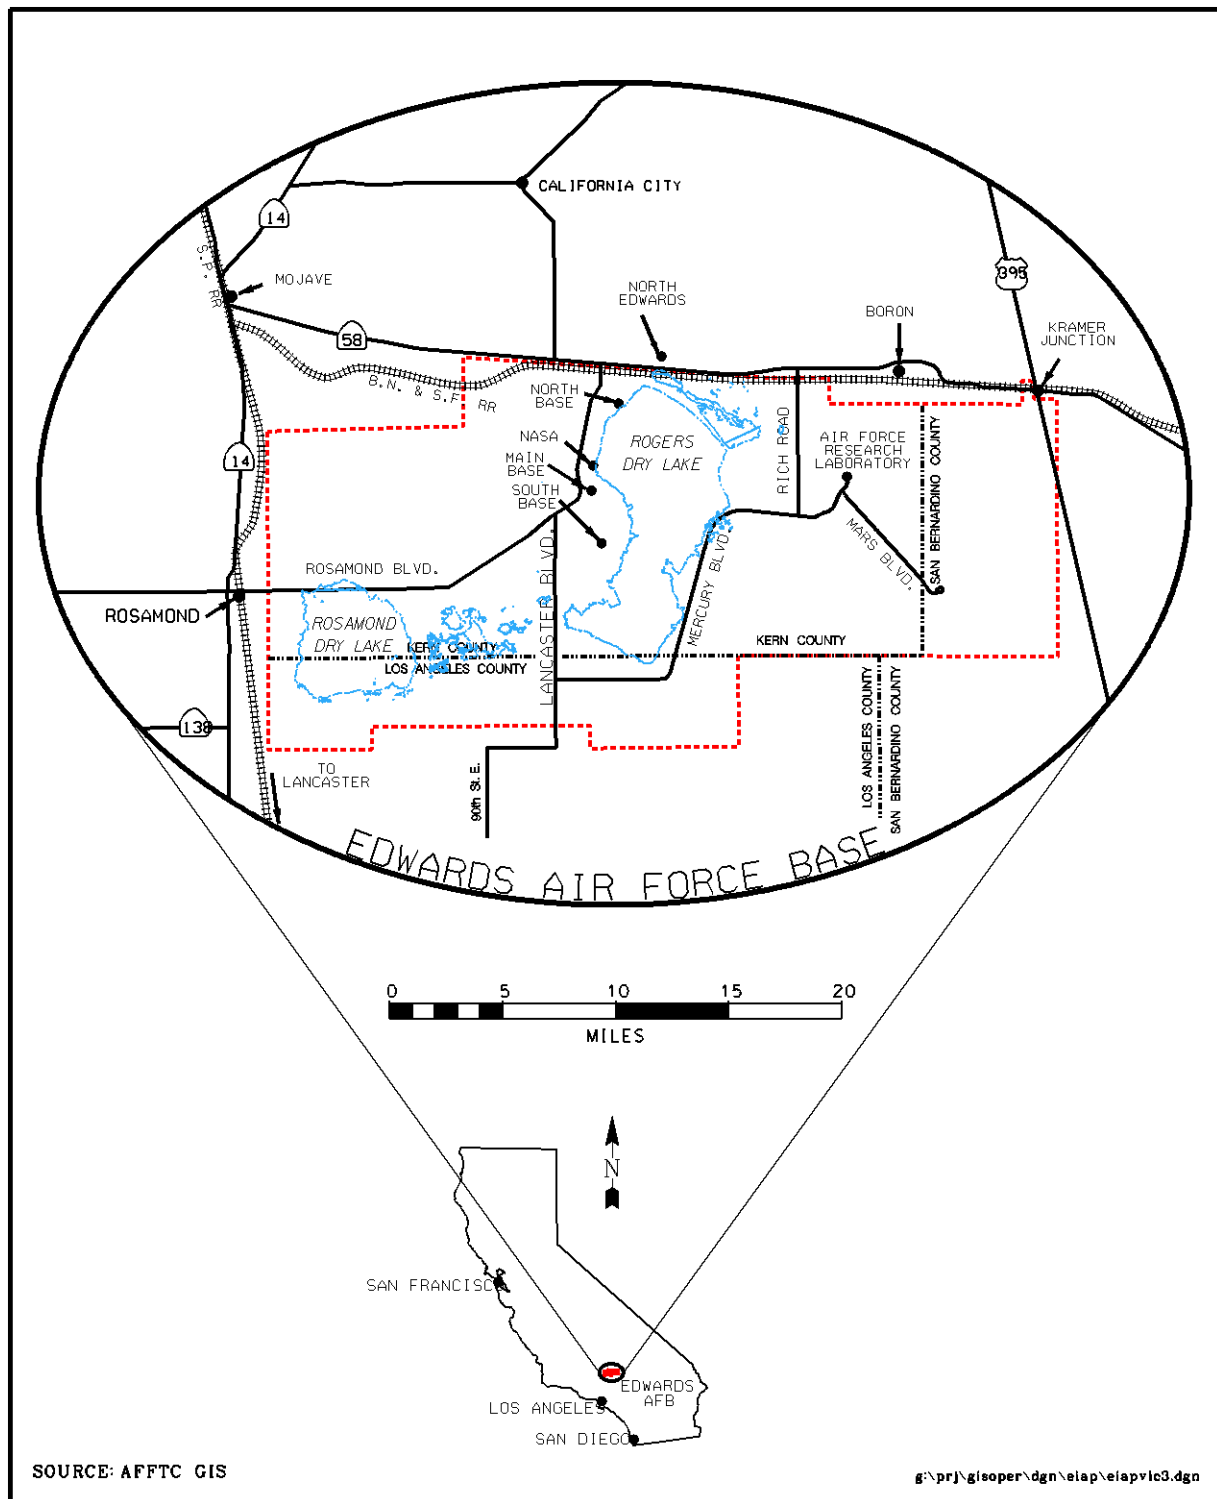 CALIFORNIA CITY
14
S.P. RR
MOJAVE
395
NORTH
EDWARDS
BORON
KRAMER
JUNCTION
58
B.N. & S.F. RR
NORTH
BASE
NASA
MAIN
BASE
SOUTH
BASE
ROGERS
DRY LAKE
RICH ROAD
AIR FORCE
RESEARCH
LABORATORY
SAN BERNARDINO COUNTY
14
MARS BLVD.
ROSAMOND BLVD.
LANCASTER BLVD.
MERCURY BLVD.
ROSAMOND
ROSAMOND
DRY LAKE
KERN COUNTY
LOS ANGELES COUNTY
KERN COUNTY
LOS ANGELES COUNTY
SAN BERNARDINO COUNTY
138
TO
LANCASTER
90th St. E.
EDWARDS AIR FORCE BASE
0 5 10 15 20
MILES
N
SAN FRANCISCO
EDWARDS
AFB
LOS ANGELES
SAN DIEGO
SOURCE: AFFTC GIS
g:\prj\gisoper\dgn\eiap\eiapvic3.dgn